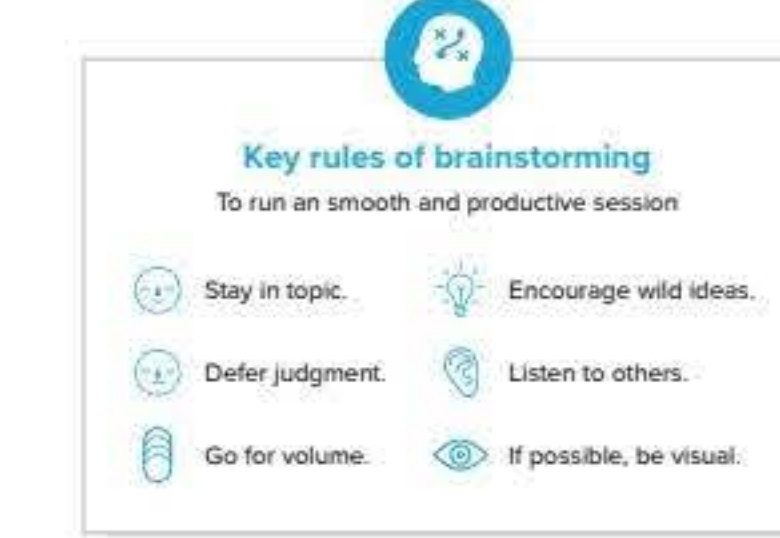 Key rules of brainstorming
To run an smooth and productive session
Stay in topic.
Encourage wild ideas.
Defer judgment.
Listen to others.
Go for volume.
If possible, be visual.